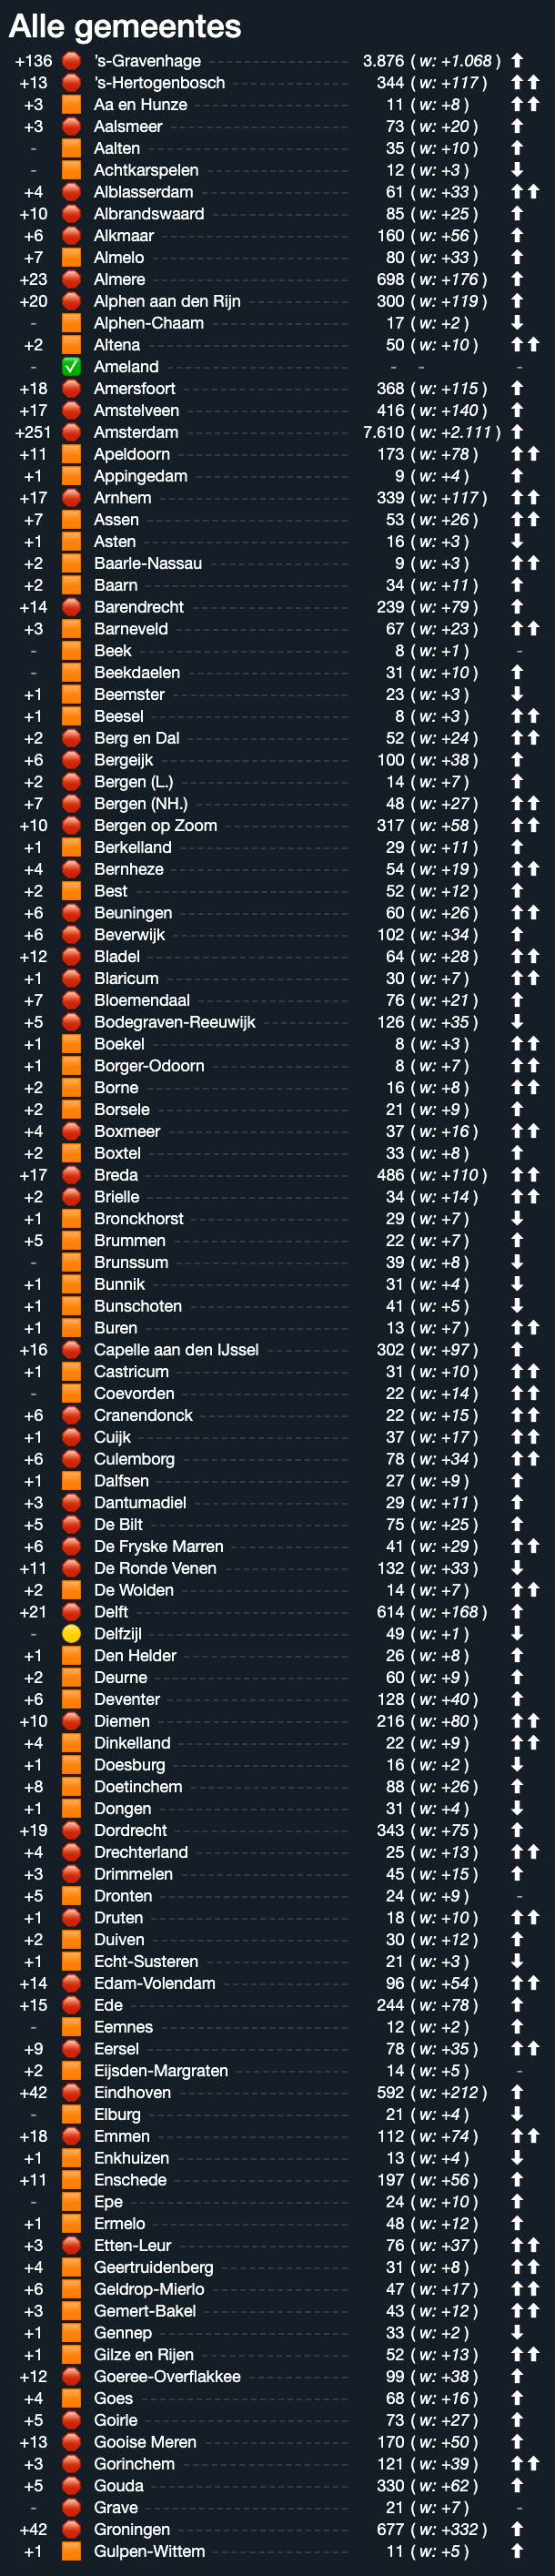 Alle gemeentes
+136 's-Gravenhage 3.876 ( w: +1.068 )
+13 's-Hertogenbosch 344 ( w: +117 )
+3 Aa en Hunze 11 ( w: +8 )
+3 Aalsmeer 73 ( w: +20 )
- Aalten 35 ( w: +10 )
- Achtkarspelen 12 ( w: +3 )
+4 Alblasserdam 61 ( w: +33 )
+10 Albrandswaard 85 ( w: +25 )
+6 Alkmaar 160 ( w: +56 )
+7 Almelo 80 ( w: +33 )
+23 Almere 698 ( w: +176 )
+20 Alphen aan den Rijn 300 ( w: +119 )
- Alphen-Chaam 17 ( w: +2 )
+2 Altena 50 ( w: +10 )
- Ameland - - -
+18 Amersfoort 368 ( w: +115 )
+17 Amstelveen 416 ( w: +140 )
+251 Amsterdam 7.610 ( w: +2.111 )
+11 Apeldoorn 173 ( w: +78 )
+1 Appingedam 9 ( w: +4 )
+17 Arnhem 339 ( w: +117 )
+7 Assen 53 ( w: +26 )
+1 Asten 16 ( w: +3 )
+2 Baarle-Nassau 9 ( w: +3 )
+2 Baarn 34 ( w: +11 )
+14 Barendrecht 239 ( w: +79 )
+3 Barneveld 67 ( w: +23 )
- Beek 8 ( w: +1 ) -
- Beekdaelen 31 ( w: +10 )
+1 Beemster 23 ( w: +3 )
+1 Beesel 8 ( w: +3 )
+2 Berg en Dal 52 ( w: +24 )
+6 Bergeijk 100 ( w: +38 )
+2 Bergen (L.) 14 ( w: +7 )
+7 Bergen (NH.) 48 ( w: +27 )
+10 Bergen op Zoom 317 ( w: +58 )
+1 Berkelland 29 ( w: +11 )
+4 Bernheze 54 ( w: +19 )
+2 Best 52 ( w: +12 )
+6 Beuningen 60 ( w: +26 )
+6 Beverwijk 102 ( w: +34 )
+12 Bladel 64 ( w: +28 )
+1 Blaricum 30 ( w: +7 )
+7 Bloemendaal 76 ( w: +21 )
+5 Bodegraven-Reeuwijk 126 ( w: +35 )
+1 Boekel 8 ( w: +3 )
+1 Borger-Odoorn 8 ( w: +7 )
+2 Borne 16 ( w: +8 )
+2 Borsele 21 ( w: +9 )
+4 Boxmeer 37 ( w: +16 )
+2 Boxtel 33 ( w: +8 )
+17 Breda 486 ( w: +110 )
+2 Brielle 34 ( w: +14 )
+1 Bronckhorst 29 ( w: +7 )
+5 Brummen 22 ( w: +7 )
- Brunssum 39 ( w: +8 )
+1 Bunnik 31 ( w: +4 )
+1 Bunschoten 41 ( w: +5 )
+1 Buren 13 ( w: +7 )
+16 Capelle aan den IJssel 302 ( w: +97 )
+1 Castricum 31 ( w: +10 )
- Coevorden 22 ( w: +14 )
+6 Cranendonck 22 ( w: +15 )
+1 Cuijk 37 ( w: +17 )
+6 Culemborg 78 ( w: +34 )
+1 Dalfsen 27 ( w: +9 )
+3 Dantumadiel 29 ( w: +11 )
+5 De Bilt 75 ( w: +25 )
+6 De Fryske Marren 41 ( w: +29 )
+11 De Ronde Venen 132 ( w: +33 )
+2 De Wolden 14 ( w: +7 )
+21 Delft 614 ( w: +168 )
- Delfzijl 49 ( w: +1 )
+1 Den Helder 26 ( w: +8 )
+2 Deurne 60 ( w: +9 )
+6 Deventer 128 ( w: +40 )
+10 Diemen 216 ( w: +80 )
+4 Dinkelland 22 ( w: +9 )
+1 Doesburg 16 ( w: +2 )
+8 Doetinchem 88 ( w: +26 )
+1 Dongen 31 ( w: +4 )
+19 Dordrecht 343 ( w: +75 )
+4 Drechterland 25 ( w: +13 )
+3 Drimmelen 45 ( w: +15 )
+5 Dronten 24 ( w: +9 ) -
+1 Druten 18 ( w: +10 )
+2 Duiven 30 ( w: +12 )
+1 Echt-Susteren 21 ( w: +3 )
+14 Edam-Volendam 96 ( w: +54 )
+15 Ede 244 ( w: +78 )
- Eemnes 12 ( w: +2 )
+9 Eersel 78 ( w: +35 )
+2 Eijsden-Margraten 14 ( w: +5 ) -
+42 Eindhoven 592 ( w: +212 )
- Elburg 21 ( w: +4 )
+18 Emmen 112 ( w: +74 )
+1 Enkhuizen 13 ( w: +4 )
+11 Enschede 197 ( w: +56 )
- Epe 24 ( w: +10 )
+1 Ermelo 48 ( w: +12 )
+3 Etten-Leur 76 ( w: +37 )
+4 Geertruidenberg 31 ( w: +8 )
+6 Geldrop-Mierlo 47 ( w: +17 )
+3 Gemert-Bakel 43 ( w: +12 )
+1 Gennep 33 ( w: +2 )
+1 Gilze en Rijen 52 ( w: +13 )
+12 Goeree-Overflakkee 99 ( w: +38 )
+4 Goes 68 ( w: +16 )
+5 Goirle 73 ( w: +27 )
+13 Gooise Meren 170 ( w: +50 )
+3 Gorinchem 121 ( w: +39 )
+5 Gouda 330 ( w: +62 )
- Grave 21 ( w: +7 ) -
+42 Groningen 677 ( w: +332 )
+1 Gulpen-Wittem 11 ( w: +5 )